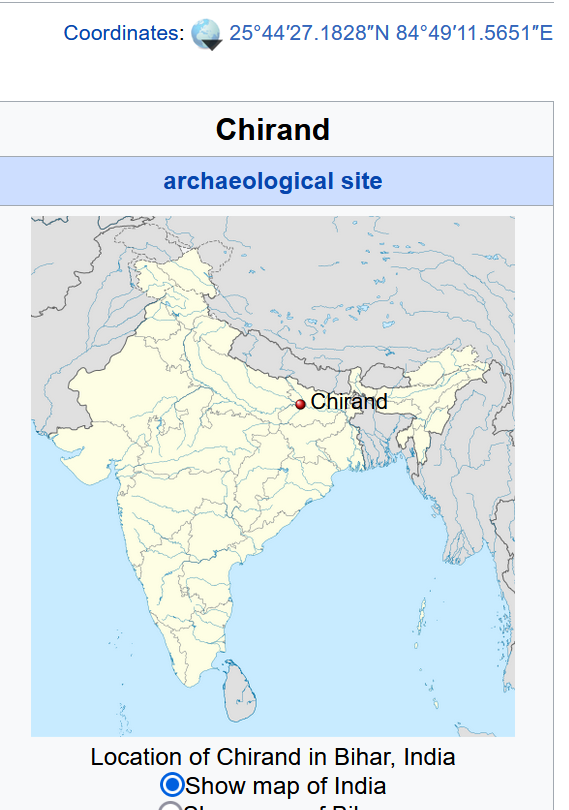 Coordinates: 25°44′27.1828″N 84°49′11.5651″E
Chirand
archaeological site
Chirand
Location of Chirand in Bihar, India
Show map of India